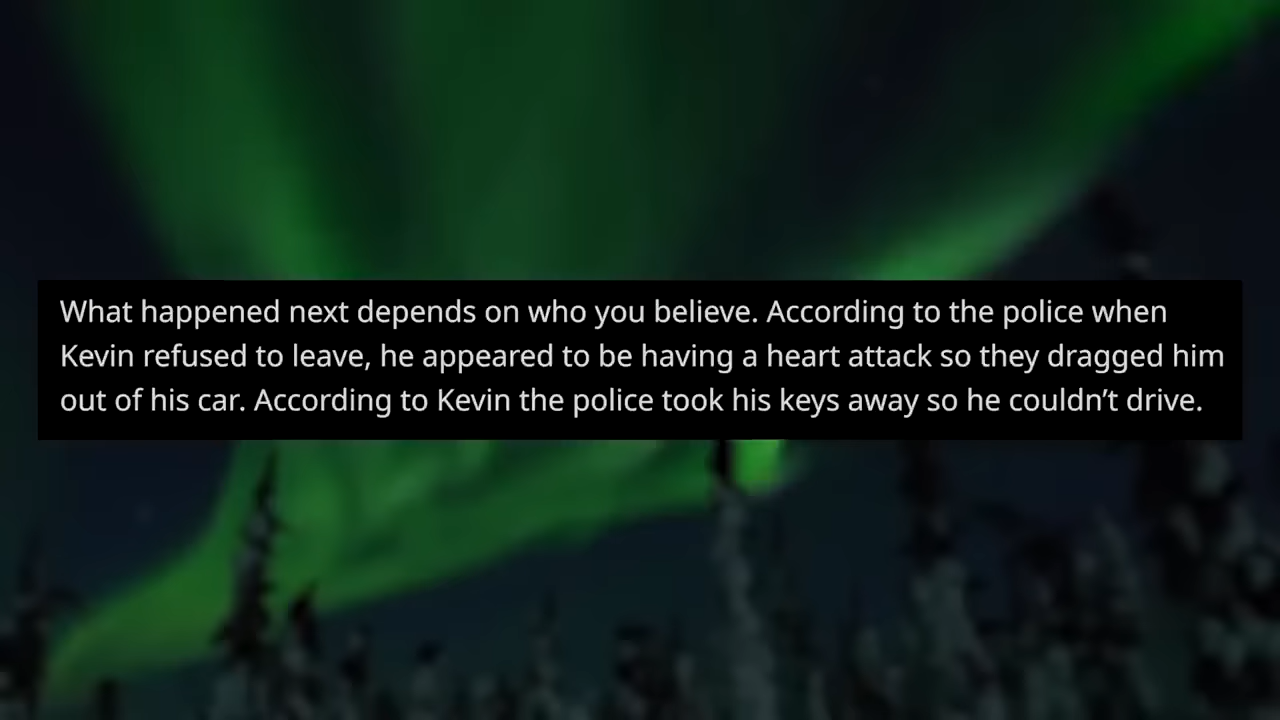 What happened next depends on who you believe. According to the police when
Kevin refused to leave, he appeared to be having a heart attack so they dragged him
out of his car. According to Kevin the police took his keys away so he couldn’t drive.